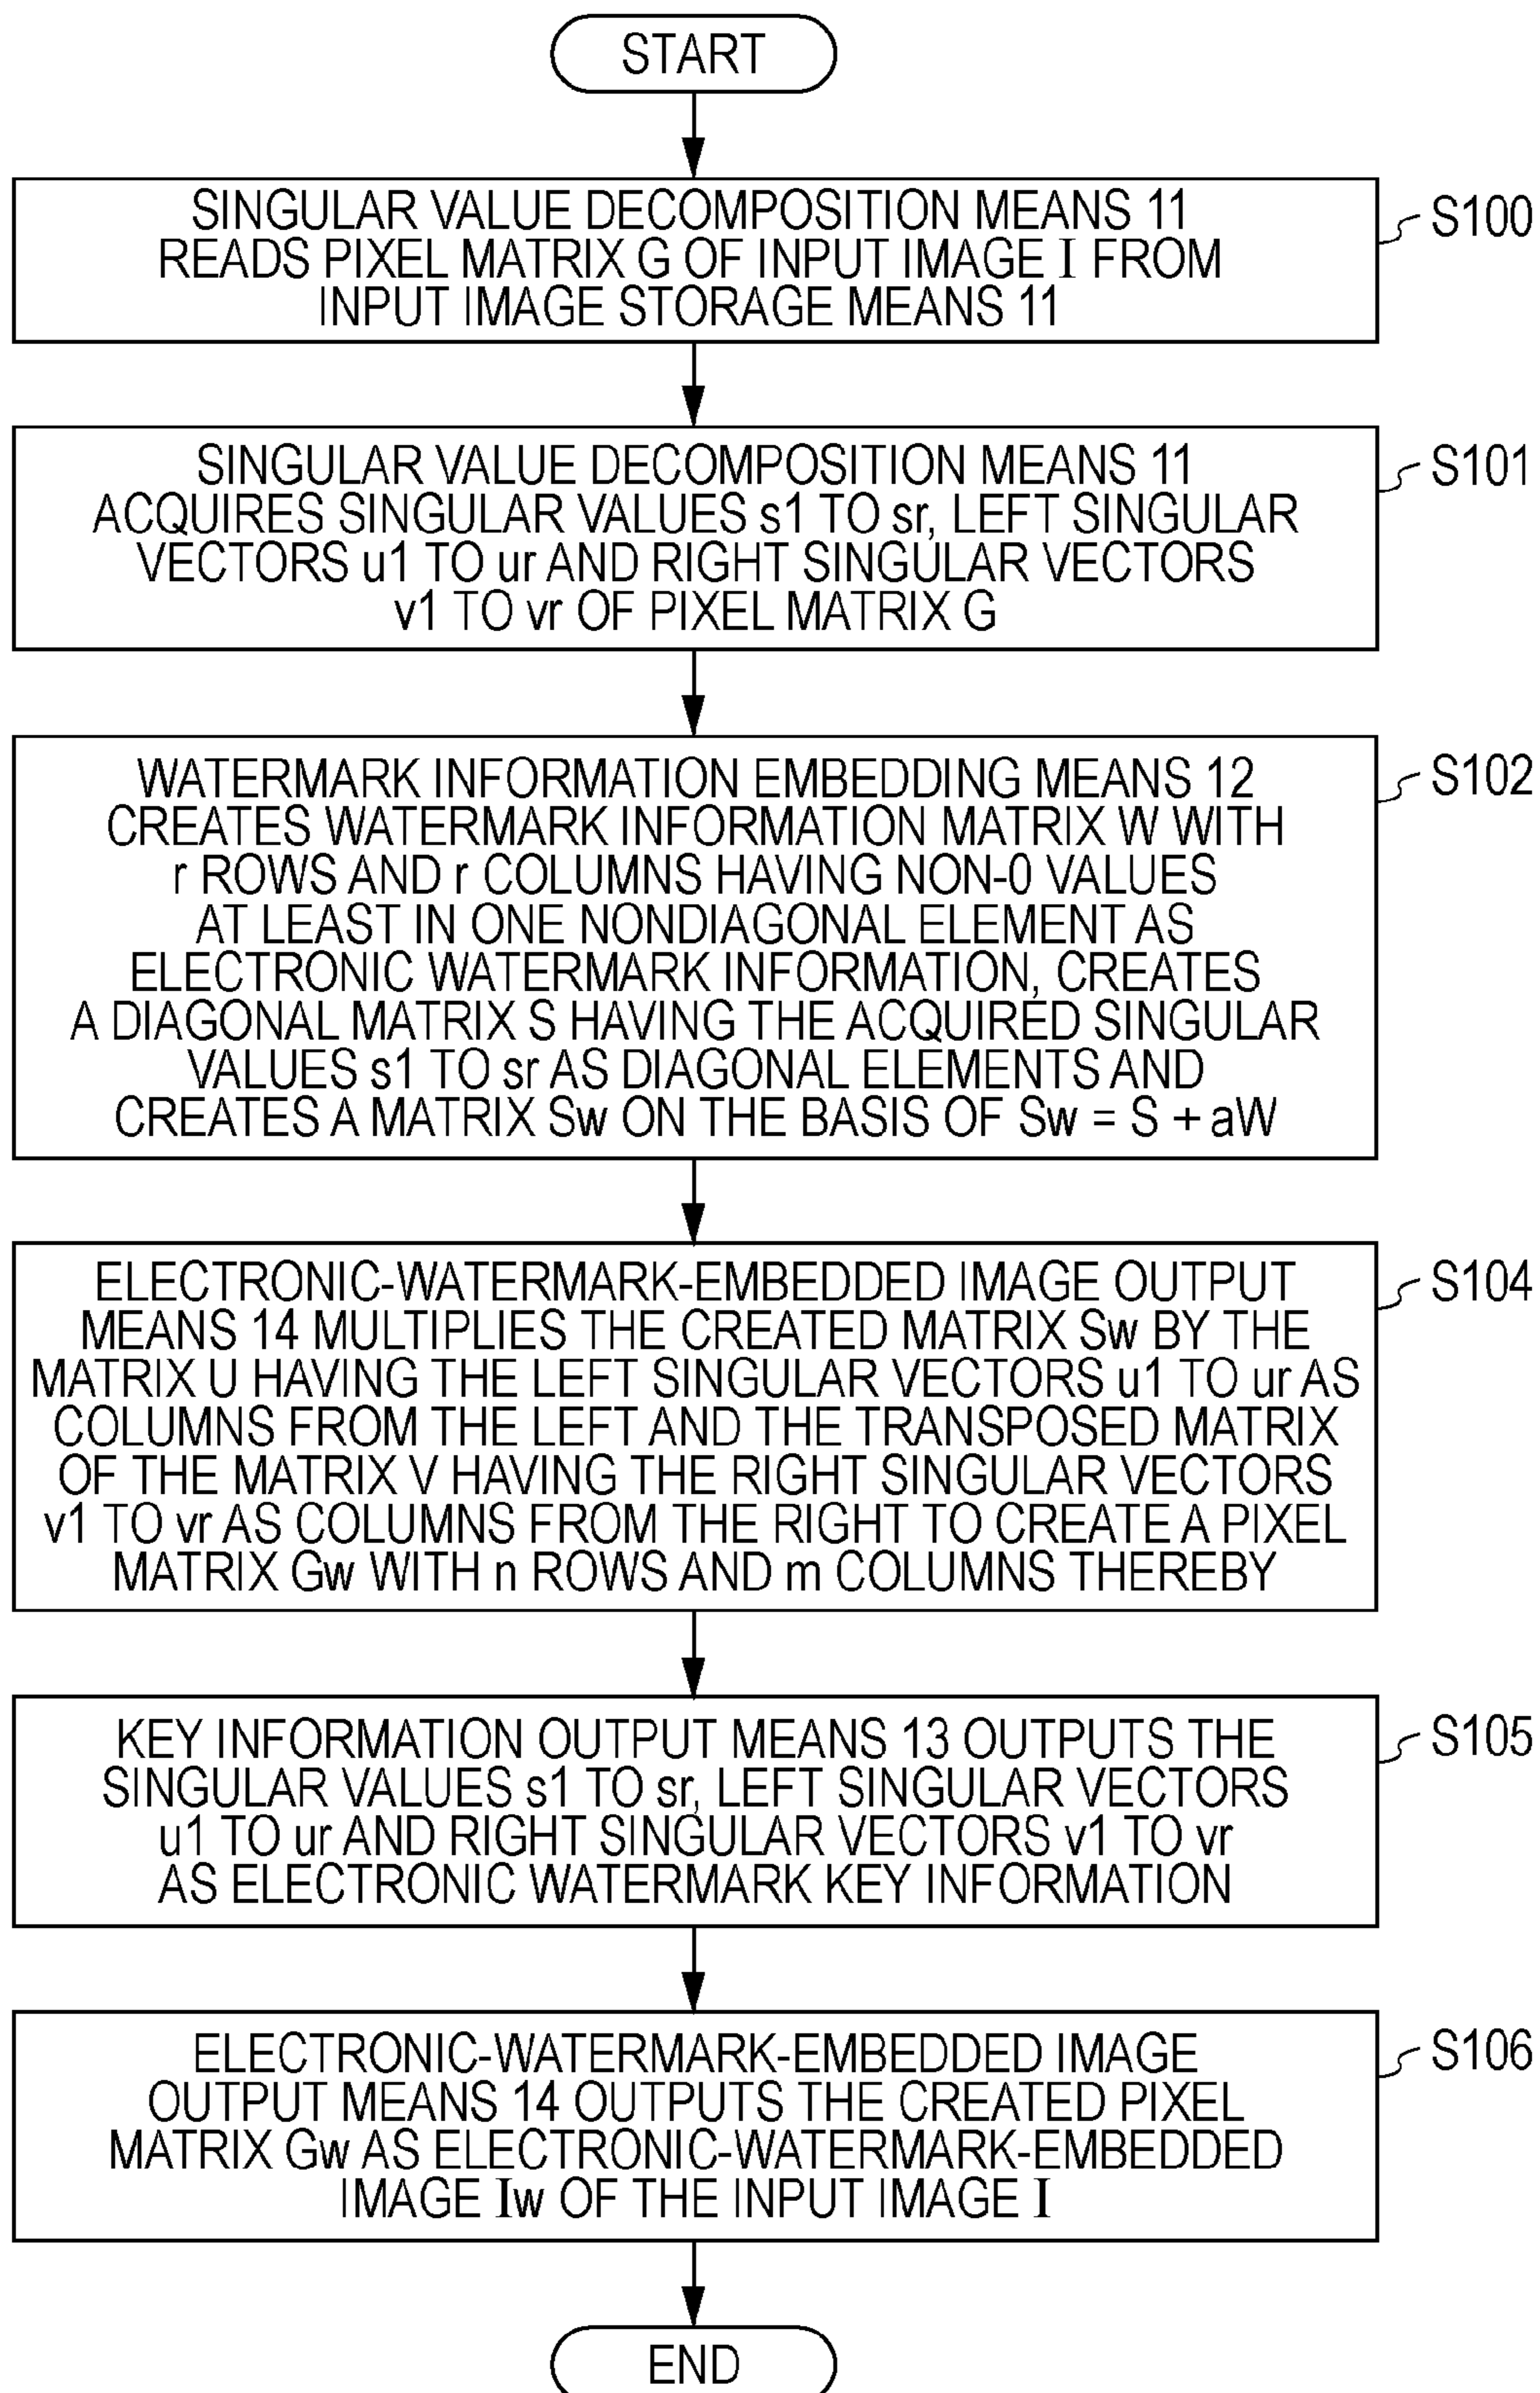 START
SINGULAR VALUE DECOMPOSITION MEANS 11
READS PIXEL MATRIX G OF INPUT IMAGE I FROM
INPUT IMAGE STORAGE MEANS 11
S100
SINGULAR VALUE DECOMPOSITION MEANS 11
ACQUIRES SINGULAR VALUES s1 TO sr, LEFT SINGULAR
VECTORS u1 TO ur AND RIGHT SINGULAR VECTORS
v1 TO vr OF PIXEL MATRIX G
S101
WATERMARK INFORMATION EMBEDDING MEANS 12
CREATES WATERMARK INFORMATION MATRIX W WITH
r ROWS AND r COLUMNS HAVING NON-0 VALUES
AT LEAST IN ONE NONDIAGONAL ELEMENT AS
ELECTRONIC WATERMARK INFORMATION, CREATES
A DIAGONAL MATRIX S HAVING THE ACQUIRED SINGULAR
VALUES s1 TO sr AS DIAGONAL ELEMENTS AND
CREATES A MATRIX Sw ON THE BASIS OF Sw = S + aW
S102
ELECTRONIC-WATERMARK-EMBEDDED IMAGE OUTPUT
MEANS 14 MULTIPLIES THE CREATED MATRIX Sw BY THE
MATRIX U HAVING THE LEFT SINGULAR VECTORS u1 TO ur AS
COLUMNS FROM THE LEFT AND THE TRANSPOSED MATRIX
OF THE MATRIX V HAVING THE RIGHT SINGULAR VECTORS
v1 TO vr AS COLUMNS FROM THE RIGHT TO CREATE A PIXEL
MATRIX Gw WITH n ROWS AND m COLUMNS THEREBY
S104
KEY INFORMATION OUTPUT MEANS 13 OUTPUTS THE
SINGULAR VALUES s1 TO sr, LEFT SINGULAR VECTORS
u1 TO ur AND RIGHT SINGULAR VECTORS v1 TO vr
AS ELECTRONIC WATERMARK KEY INFORMATION
S105
ELECTRONIC-WATERMARK-EMBEDDED IMAGE
OUTPUT MEANS 14 OUTPUTS THE CREATED PIXEL
MATRIX Gw AS ELECTRONIC-WATERMARK-EMBEDDED
IMAGE Iw OF THE INPUT IMAGE I
S106
END